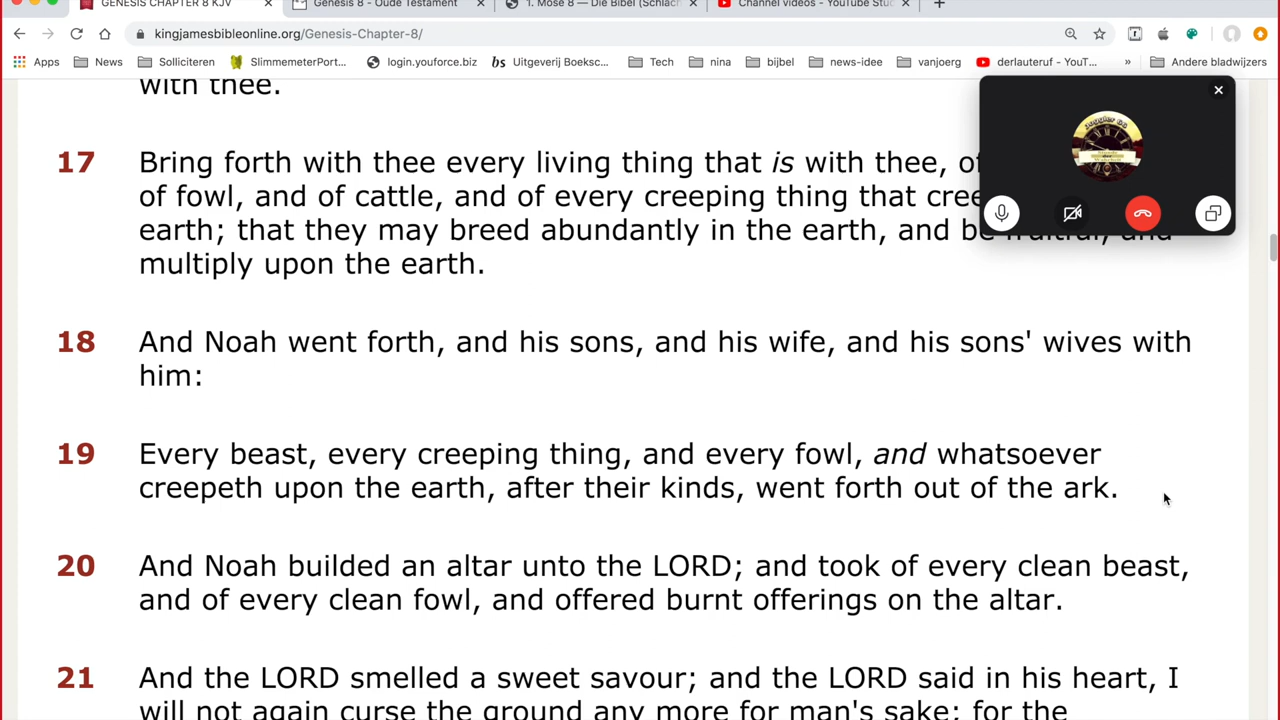 GENESIS CHAPTER 8 KJV
Genesis 8 - Oude Testament
1. Mose 8 — Die Bibel (Schlach
Channel videos - YouTube Stu
kingjamesbibleonline.org/Genesis-Chapter-8/
Apps News Solliciteren SlimmemeterPort... login.youforce.biz bs Uitgeverij Boeksc... Tech nina bijbel news-idee vanjoerg derlauteruf - YouT... » Andere bladwijzers
with thee.
17 Bring forth with thee every living thing that is with thee,
of fowl, and of cattle, and of every creeping thing that
earth; that they may breed abundantly in the earth, and
multiply upon the earth.
18 And Noah went forth, and his sons, and his wife, and his sons' wives with
him:
19 Every beast, every creeping thing, and every fowl, and whatsoever
creepeth upon the earth, after their kinds, went forth out of the ark.
20 And Noah builded an altar unto the LORD; and took of every clean beast,
and of every clean fowl, and offered burnt offerings on the altar.
21 And the LORD smelled a sweet savour; and the LORD said in his heart, I
will not again curse the ground any more for man's sake; for the